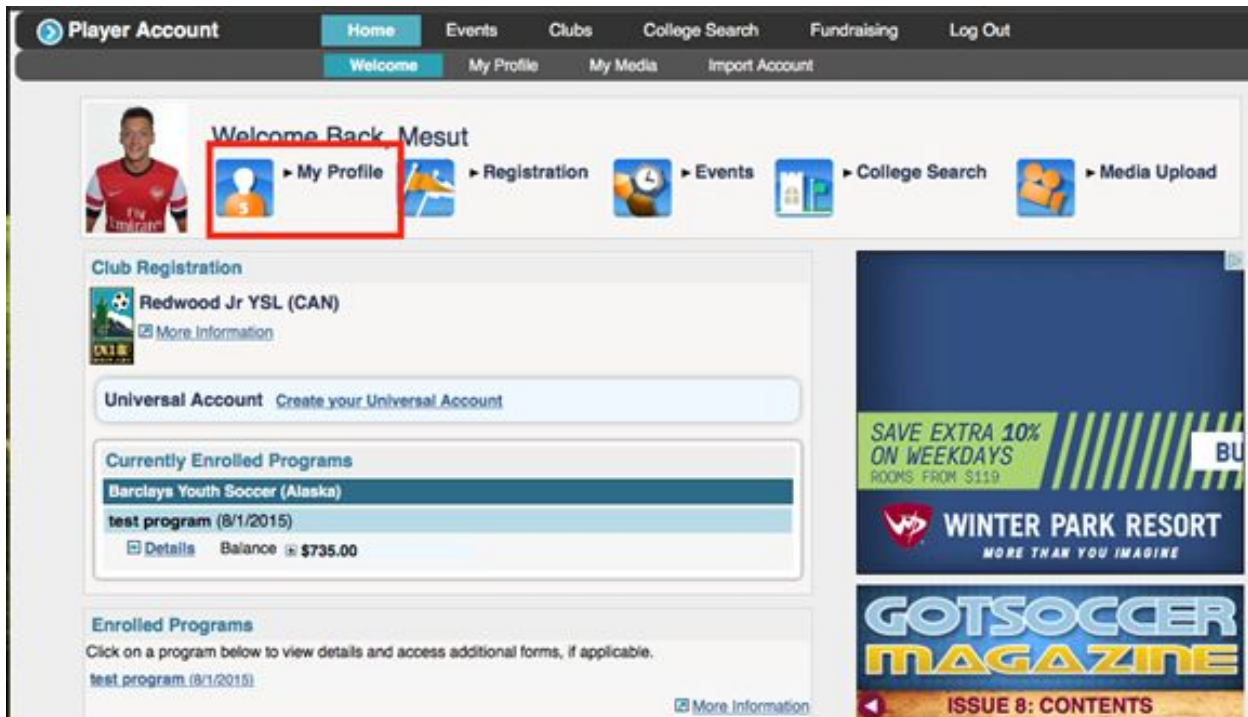 Player Account
Home Events Clubs College Search Fundraising Log Out
Welcome My Profile My Media Import Account
Welcome Back, Mesut
▸ My Profile ▸ Registration ▸ Events ▸ College Search ▸ Media Upload
5
Fly
Emirates
Club Registration
Redwood Jr YSL (CAN)
More Information
Universal Account Create your Universal Account
Currently Enrolled Programs
Barclays Youth Soccer (Alaska)
test program (8/1/2015)
Details Balance $735.00
Enrolled Programs
Click on a program below to view details and access additional forms, if applicable.
test program (8/1/2015)
More Information
SAVE EXTRA 10%
ON WEEKDAYS
ROOMS FROM $119
BU
WINTER PARK RESORT
MORE THAN YOU IMAGINE
GOTSOCCER
MAGAZINE
ISSUE 8: CONTENTS